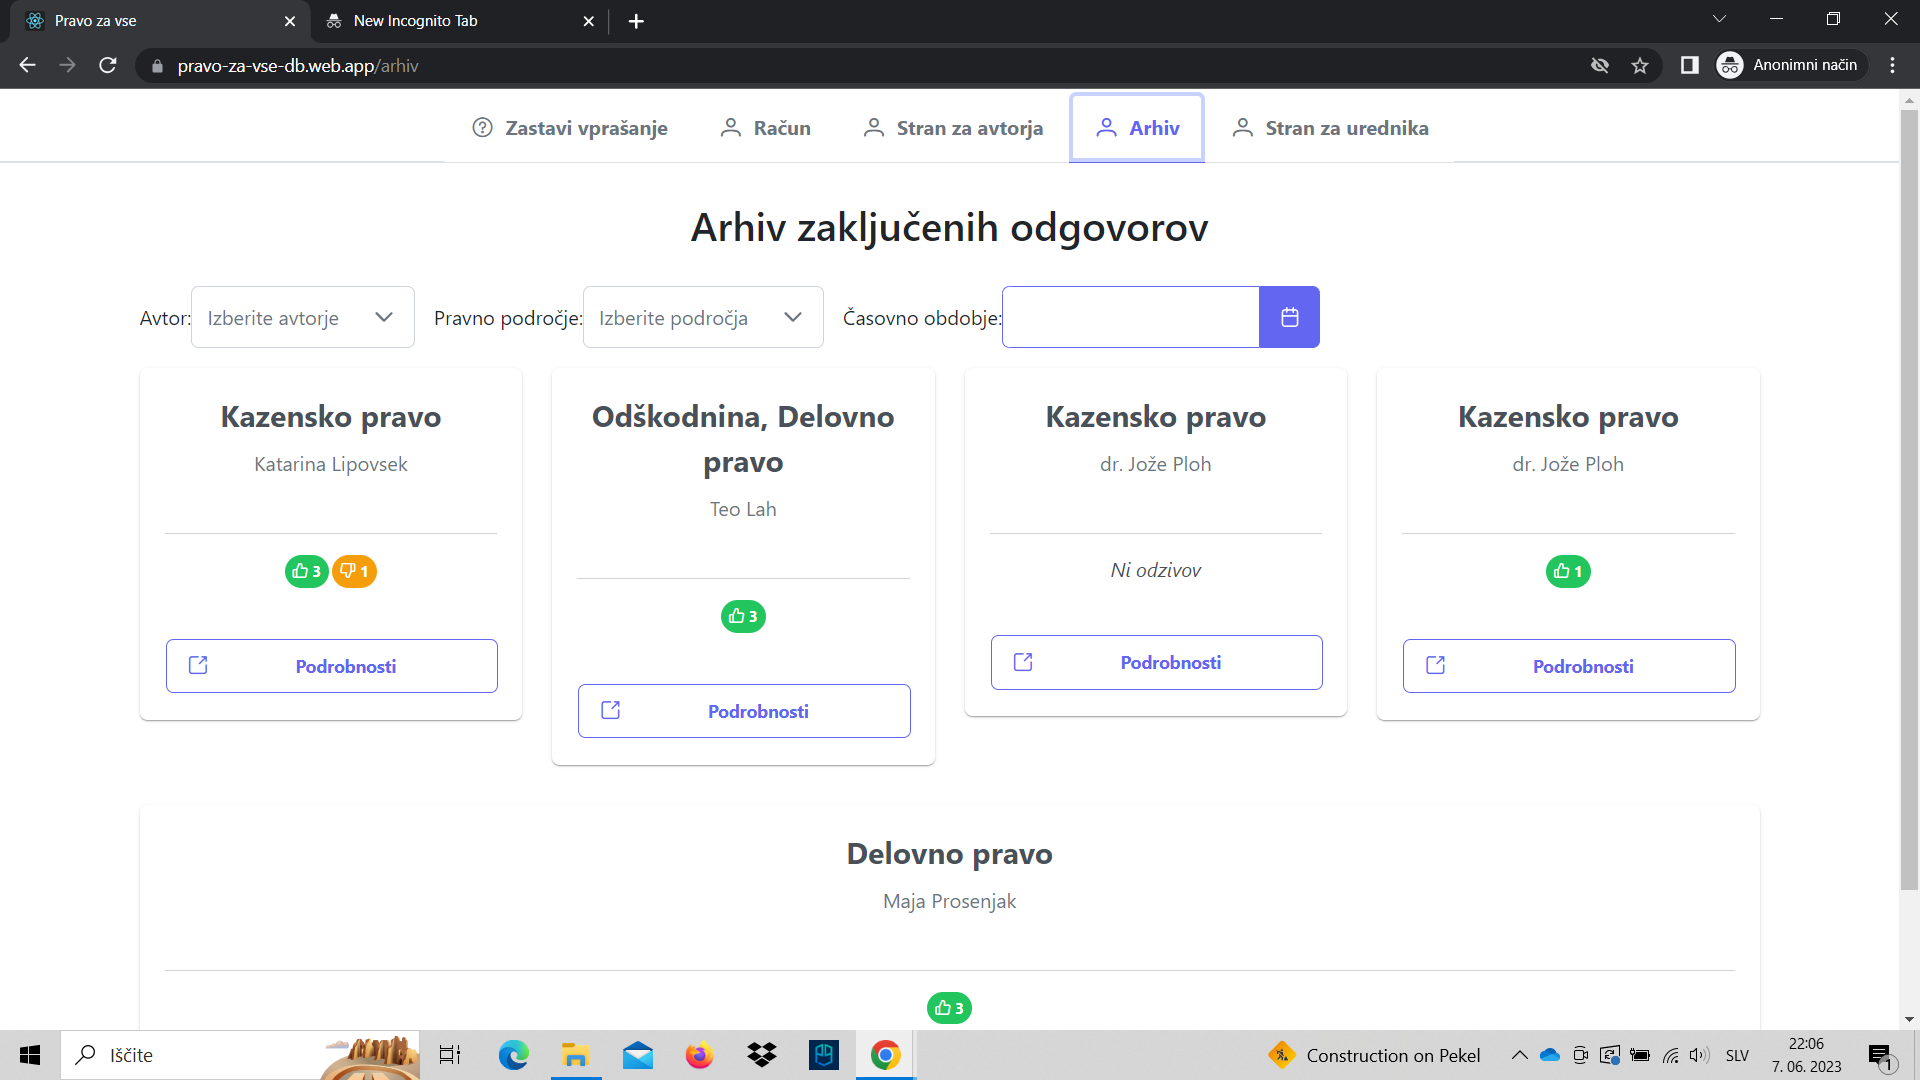 Pravo za vse
New Incognito Tab
pravo-za-vse-db.web.app/arhiv
Anonimni način
Zastavi vprašanje
Račun
Stran za avtorja
Arhiv
Stran za urednika
Arhiv zaključenih odgovorov
Avtor:
Izberite avtorje
Pravno področje:
Izberite področja
Časovno obdobje:
Kazensko pravo
Katarina Lipovsek
3
1
Podrobnosti
Odškodnina, Delovno
pravo
Teo Lah
3
Podrobnosti
Kazensko pravo
dr. Jože Ploh
Ni odzivov
Podrobnosti
Kazensko pravo
dr. Jože Ploh
1
Podrobnosti
Delovno pravo
Maja Prosenjak
3
Iščite
Construction on Pekel
SLV
22:06
7. 06. 2023
1